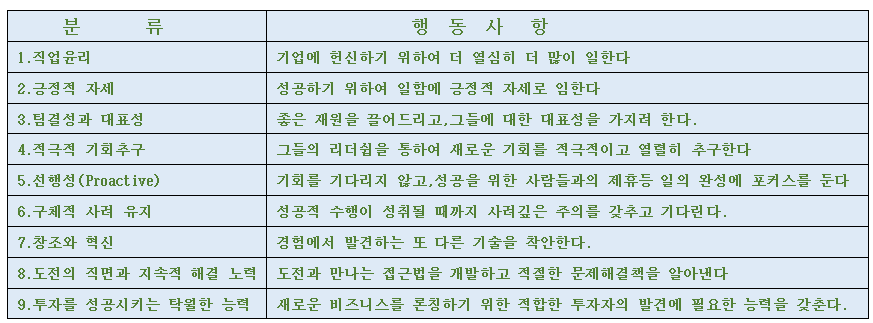 분 류 행 동 사 항
1.직업윤리 기업에 헌신하기 위하여 더 열심히 더 많이 일한다
2.긍정적 자세 성공하기 위하여 일함에 긍정적 자세로 임한다
3.팀결성과 대표성 좋은 재원을 끌어드리고,그들에 대한 대표성을 가지려 한다.
4.적극적 기회추구 그들의 리더쉽을 통하여 새로운 기회를 적극적이고 열렬히 추구한다
5.선행성(Proactive) 기회를 기다리지 않고,성공을 위한 사람들과의 제휴등 일의 완성에 포커스를 둔다
6.구체적 사려 유지 성공적 수행이 성취될 때까지 사려깊은 주의를 갖추고 기다린다.
7.창조와 혁신 경험에서 발견하는 또 다른 기술을 착안한다.
8.도전의 직면과 지속적 해결 노력 도전과 만나는 접근법을 개발하고 적절한 문제해결책을 알아낸다
9.투자를 성공시키는 탁월한 능력 새로운 비즈니스를 론칭하기 위한 적합한 투자자의 발견에 필요한 능력을 갖춘다.